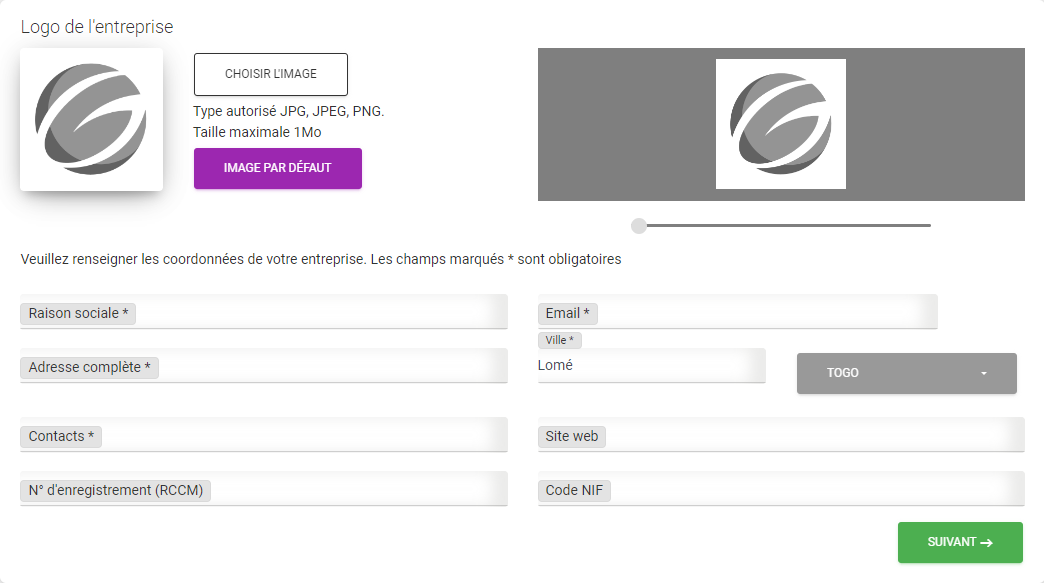 Logo de l'entreprise
CHOISIR L'IMAGE
Type autorisé JPG, JPEG, PNG.
Taille maximale 1Mo
IMAGE PAR DÉFAUT
Veuillez renseigner les coordonnées de votre entreprise. Les champs marqués * sont obligatoires
Raison sociale *
Email *
Adresse complète *
Ville *
Lomé
TOGO
Contacts *
Site web
N° d'enregistrement (RCCM)
Code NIF
SUIVANT →